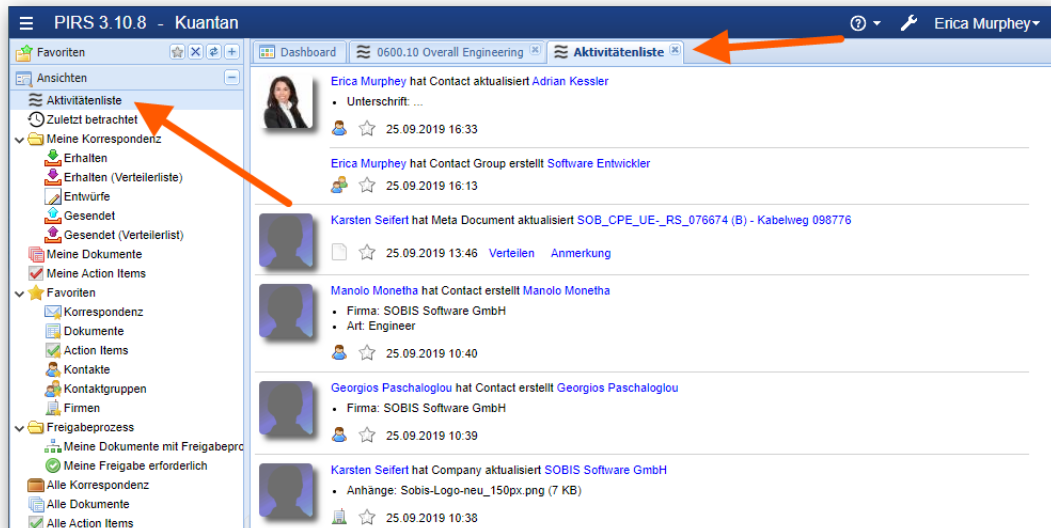 PIRS 3.10.8 - Kuantan
Erica Murphey
Favoriten
Dashboard
0600.10 Overall Engineering
Aktivitätenliste
Ansichten
Aktivitätenliste
Zuletzt betrachtet
Meine Korrespondenz
Erhalten
Erhalten (Verteilerliste)
Entwürfe
Gesendet
Gesendet (Verteilerlist)
Meine Dokumente
Meine Action Items
Favoriten
Korrespondenz
Dokumente
Action Items
Kontakte
Kontaktgruppen
Firmen
Freigabeprozess
Meine Dokumente mit Freigabepro
Meine Freigabe erforderlich
Alle Korrespondenz
Alle Dokumente
Alle Action Items
Erica Murphey hat Contact aktualisiert Adrian Kessler
• Unterschrift: ...
25.09.2019 16:33
Erica Murphey hat Contact Group erstellt Software Entwickler
25.09.2019 16:13
Karsten Seifert hat Meta Document aktualisiert SOB_CPE_UE-_RS_076674 (B) - Kabelweg 098776
25.09.2019 13:46 Verteilen Anmerkung
Manolo Monetha hat Contact erstellt Manolo Monetha
• Firma: SOBIS Software GmbH
• Art: Engineer
25.09.2019 10:40
Georgios Paschaloglou hat Contact erstellt Georgios Paschaloglou
• Firma: SOBIS Software GmbH
25.09.2019 10:39
Karsten Seifert hat Company aktualisiert SOBIS Software GmbH
• Anhänge: Sobis-Logo-neu_150px.png (7 KB)
25.09.2019 10:38